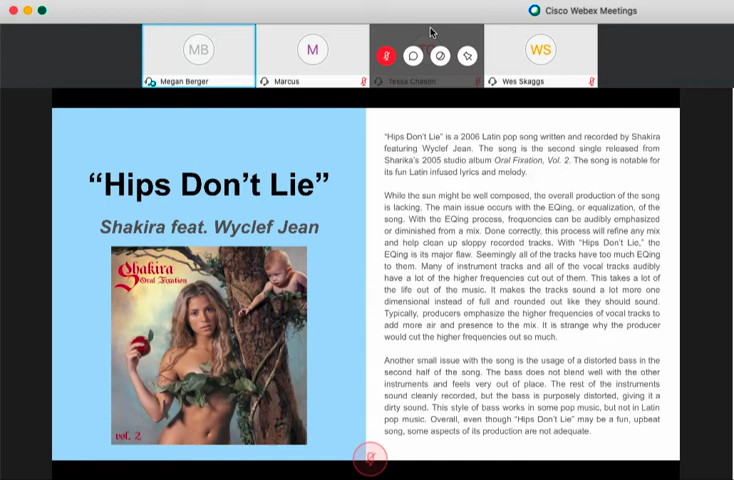 Cisco Webex Meetings
MB
M
WS
Megan Berger
Marcus
Tessa Chason
Wes Skaggs
“Hips Don’t Lie”
Shakira feat. Wyclef Jean
Shakira
Oral Fixation
vol. 2
“Hips Don’t Lie” is a 2006 Latin pop song written and recorded by Shakira
featuring Wyclef Jean. The song is the second single released from
Sharika’s 2005 studio album Oral Fixation, Vol. 2. The song is notable for
its fun Latin infused lyrics and melody.
While the sun might be well composed, the overall production of the song
is lacking. The main issue occurs with the EQing, or equalization, of the
song. With the EQing process, frequencies can be audibly emphasized
or diminished from a mix. Done correctly, this process will refine any mix
and help clean up sloppy recorded tracks. With “Hips Don’t Lie,” the
EQing is its major flaw. Seemingly all of the tracks have too much EQing
to them. Many of instrument tracks and all of the vocal tracks audibly
have a lot of the higher frequencies cut out of them. This takes a lot of
the life out of the music. It makes the tracks sound a lot more one
dimensional instead of full and rounded out like they should sound.
Typically, producers emphasize the higher frequencies of vocal tracks to
add more air and presence to the mix. It is strange why the producer
would cut the higher frequencies out so much.
Another small issue with the song is the usage of a distorted bass in the
second half of the song. The bass does not blend well with the other
instruments and feels very out of place. The rest of the instruments
sound cleanly recorded, but the bass is purposely distorted, giving it a
dirty sound. This style of bass works in some pop music, but not in Latin
pop music. Overall, even though “Hips Don’t Lie” may be a fun, upbeat
song, some aspects of its production are not adequate.